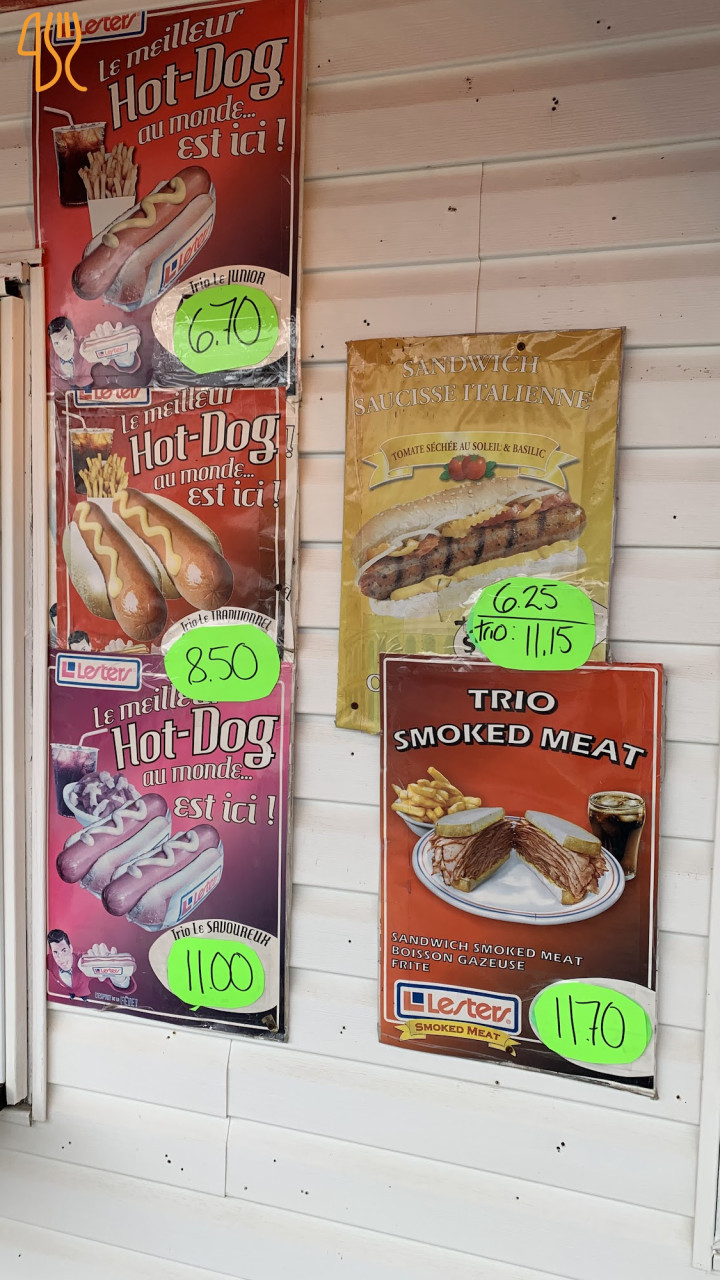 Lesters
Le meilleur
Hot-Dog
au monde...
est ici !
Trio Le JUNIOR
6.70
Lesters
Le meilleur
Hot-Dog
au monde...
est ici !
Trio Le TRADITIONNEL
8.50
Lesters
Le meilleur
Hot-Dog
au monde...
est ici !
Lesters
Trio Le SAVOUREUX
11.00
SANDWICH
SAUCISSE ITALIENNE
TOMATE SÉCHÉE AU SOLEIL & BASILIC
6.25
Trio: 11.15
$
TRIO
SMOKED MEAT
SANDWICH SMOKED MEAT
BOISSON GAZEUSE
FRITE
Lesters
SMOKED MEAT
11.70